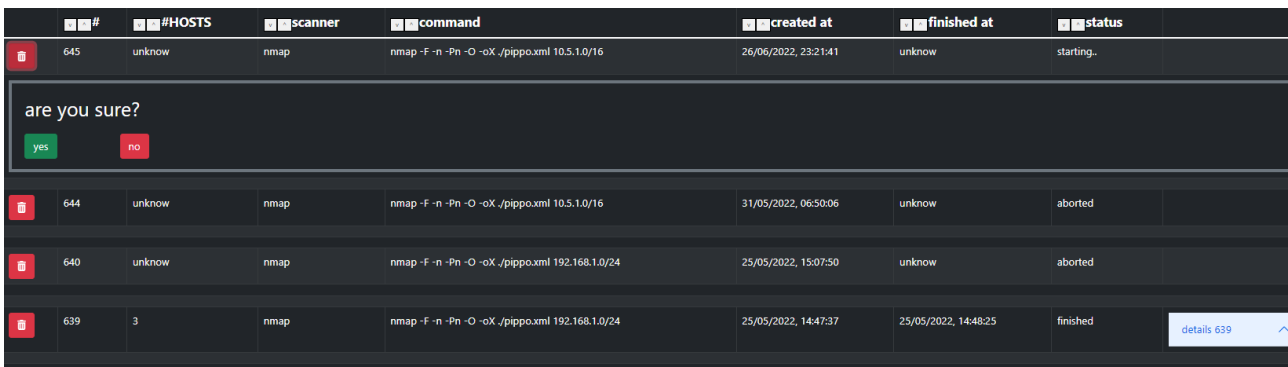 # #HOSTS scanner command created at finished at status
645 unknow nmap nmap -F -n -Pn -O -oX ./pippo.xml 10.5.1.0/16 26/06/2022, 23:21:41 unknow starting..
are you sure?
yes no
644 unknow nmap nmap -F -n -Pn -O -oX ./pippo.xml 10.5.1.0/16 31/05/2022, 06:50:06 unknow aborted
640 unknow nmap nmap -F -n -Pn -O -oX ./pippo.xml 192.168.1.0/24 25/05/2022, 15:07:50 unknow aborted
639 3 nmap nmap -F -n -Pn -O -oX ./pippo.xml 192.168.1.0/24 25/05/2022, 14:47:37 25/05/2022, 14:48:25 finished details 639